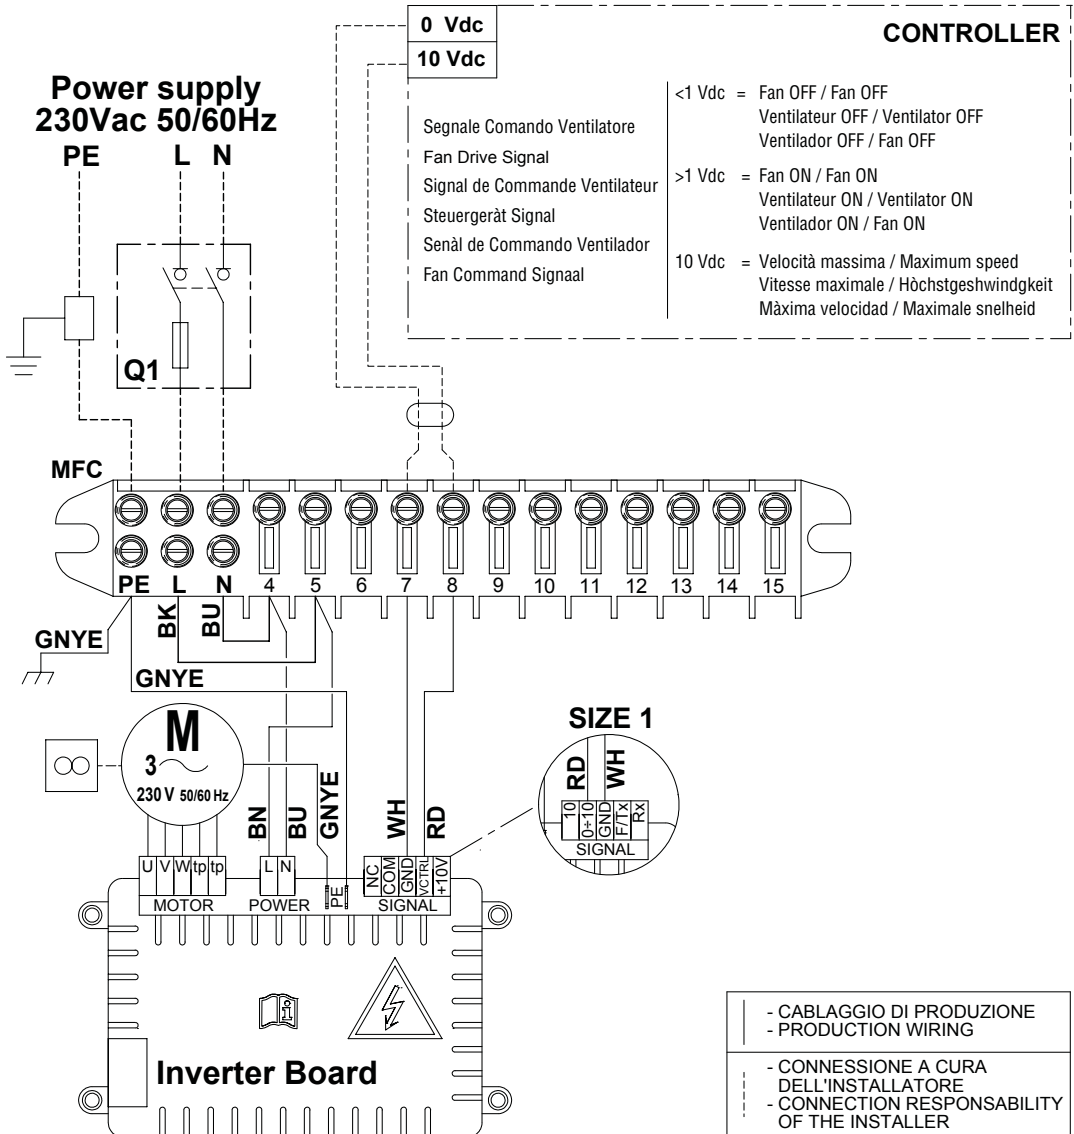 0 Vdc
10 Vdc
CONTROLLER
Segnale Comando Ventilatore
Fan Drive Signal
Signal de Commande Ventilateur
Steuergeràt Signal
Senàl de Commando Ventilador
Fan Command Signaal
<1 Vdc = Fan OFF / Fan OFF
Ventilateur OFF / Ventilator OFF
Ventilador OFF / Fan OFF
>1 Vdc = Fan ON / Fan ON
Ventilateur ON / Ventilator ON
Ventilador ON / Fan ON
10 Vdc = Velocità massima / Maximum speed
Vitesse maximale / Hòchstgeshwindgkeit
Màxima velocidad / Maximale snelheid
Power supply
230Vac 50/60Hz
PE L N
Q1
MFC
PE L N 4 5 6 7 8 9 10 11 12 13 14 15
BK
BU
GNYE
GNYE
M
3
230 V 50/60 Hz
BN
BU
GNYE
WH
RD
SIZE 1
RD
WH
10
0÷10
GND
F/Tx
Rx
SIGNAL
U V W tp tp
MOTOR
L N
POWER
PE
NC
COM
GND
VCTRL
+10V
SIGNAL
i
Inverter Board
- CABLAGGIO DI PRODUZIONE
- PRODUCTION WIRING
- CONNESSIONE A CURA
DELL'INSTALLATORE
- CONNECTION RESPONSABILITY
OF THE INSTALLER